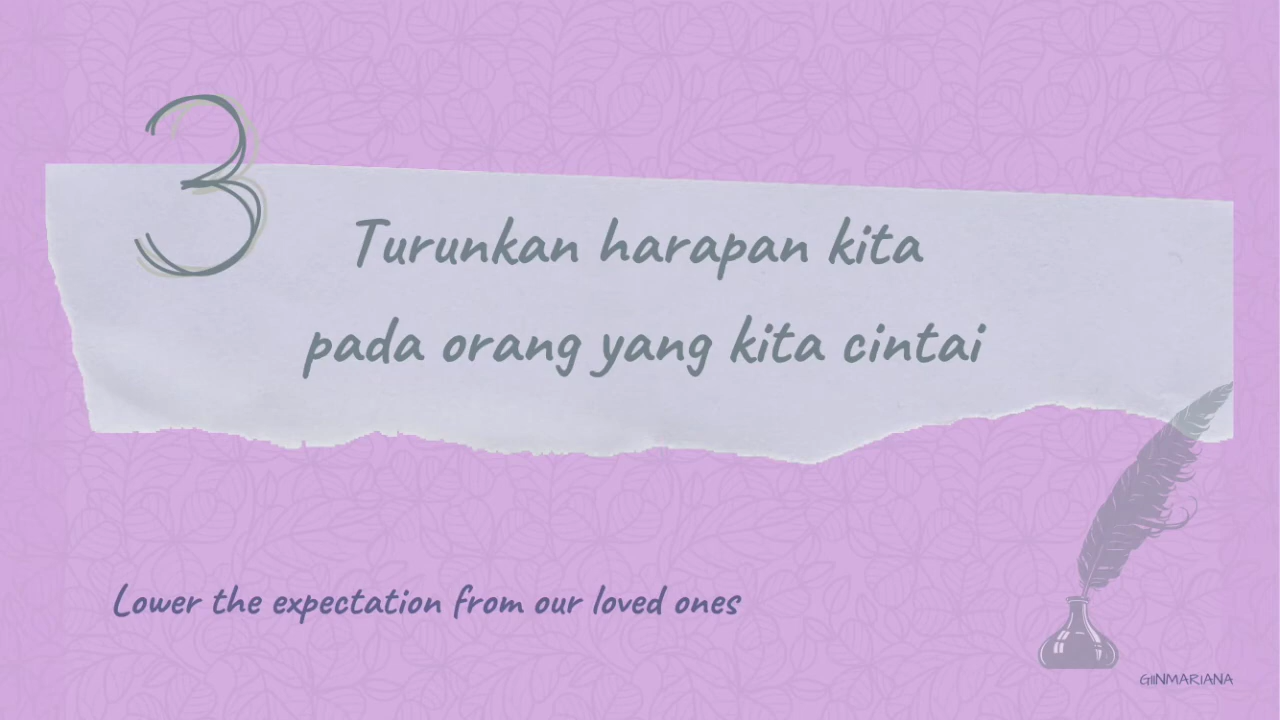 3
Turunkan harapan kita
pada orang yang kita cintai
Lower the expectation from our loved ones
GIINMARIANA